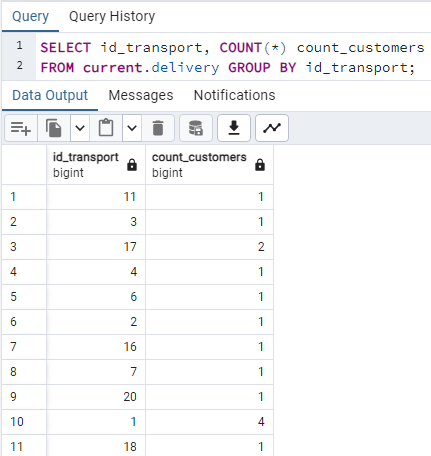 Query Query History
1 SELECT id_transport, COUNT(*) count_customers
2 FROM current.delivery GROUP BY id_transport;
Data Output Messages Notifications
id_transport count_customers
bigint bigint
1 11 1
2 3 1
3 17 2
4 4 1
5 6 1
6 2 1
7 16 1
8 7 1
9 20 1
10 1 4
11 18 1